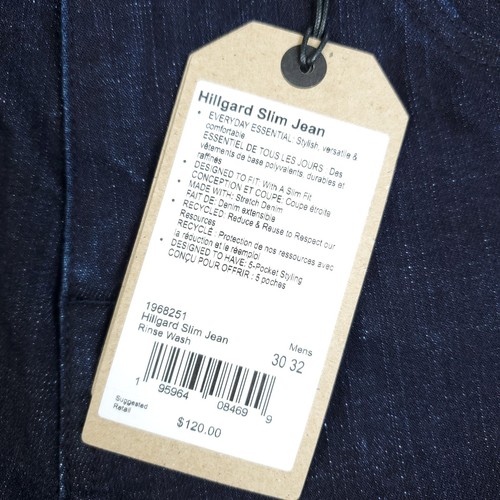 Hillgard Slim Jean
• EVERYDAY ESSENTIAL: Stylish, versatile &
comfortable
ESSENTIEL DE TOUS LES JOURS : Des
vêtements de base polyvalents, durables et
raffinés
• DESIGNED TO FIT: With A Slim Fit
CONCEPTION ET COUPE: Coupe étroite
• MADE WITH: Stretch Denim
FAIT DE: Denim extensible
• RECYCLED: Reduce & Reuse to Respect our
Resources
RECYCLÉ : Protection de nos ressources avec
la réduction et le réemploi
• DESIGNED TO HAVE: 5-Pocket Styling
CONÇU POUR OFFRIR : 5 poches
1968251
Hillgard Slim Jean
Rinse Wash
Mens
30 32
1 95964 08469 9
Suggested
Retail
$120.00